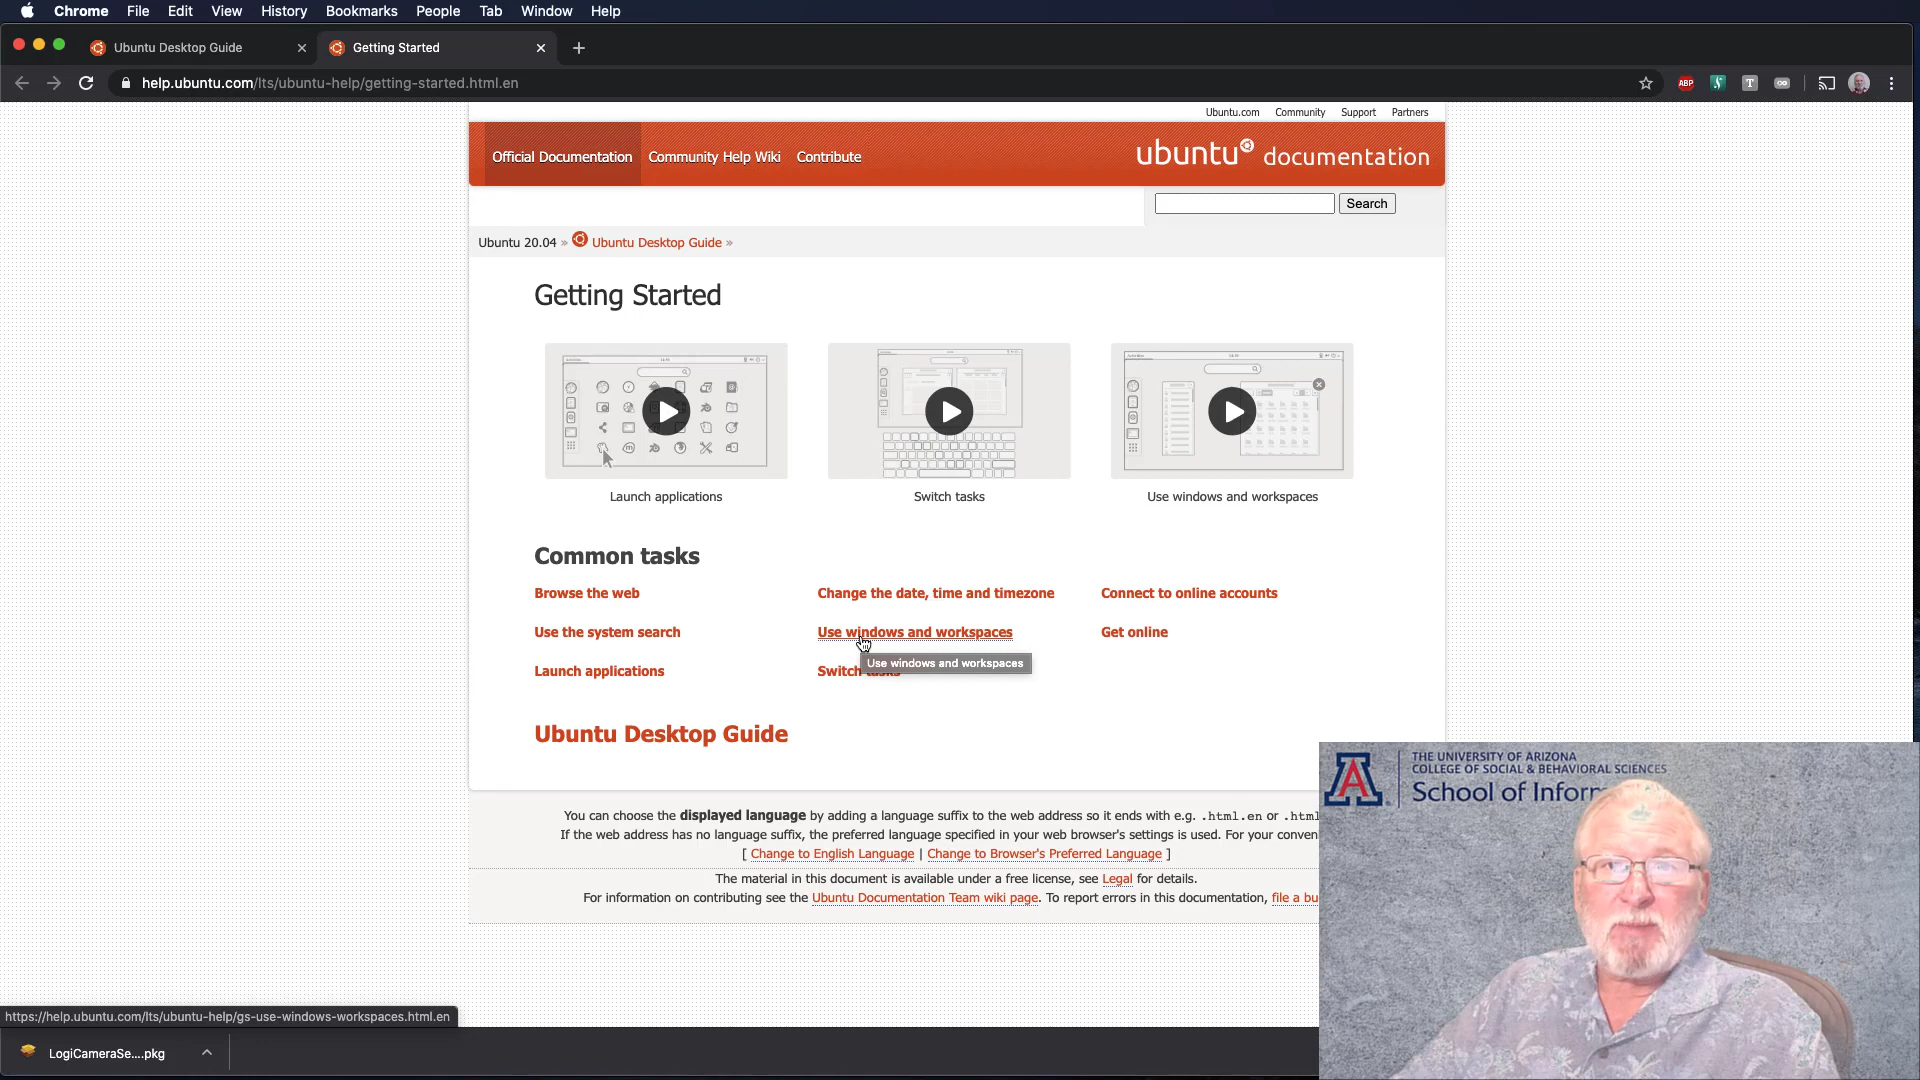 Chrome File Edit View History Bookmarks People Tab Window Help
Ubuntu Desktop Guide
Getting Started
help.ubuntu.com/lts/ubuntu-help/getting-started.html.en
ABP
T
Ubuntu.com Community Support Partners
Official Documentation Community Help Wiki Contribute
ubuntu documentation
Search
Ubuntu 20.04 » Ubuntu Desktop Guide »
Getting Started
Launch applications
Switch tasks
Use windows and workspaces
Common tasks
Browse the web
Change the date, time and timezone
Connect to online accounts
Use the system search
Use windows and workspaces
Get online
Use windows and workspaces
Launch applications
Switch tasks
Ubuntu Desktop Guide
THE UNIVERSITY OF ARIZONA
COLLEGE OF SOCIAL & BEHAVIORAL SCIENCES
School of Inform
You can choose the displayed language by adding a language suffix to the web address so it ends with e.g. .html.en or .html
If the web address has no language suffix, the preferred language specified in your web browser's settings is used. For your conven
[ Change to English Language | Change to Browser's Preferred Language ]
The material in this document is available under a free license, see Legal for details.
For information on contributing see the Ubuntu Documentation Team wiki page. To report errors in this documentation, file a bu
https://help.ubuntu.com/lts/ubuntu-help/gs-use-windows-workspaces.html.en
LogiCameraSe....pkg